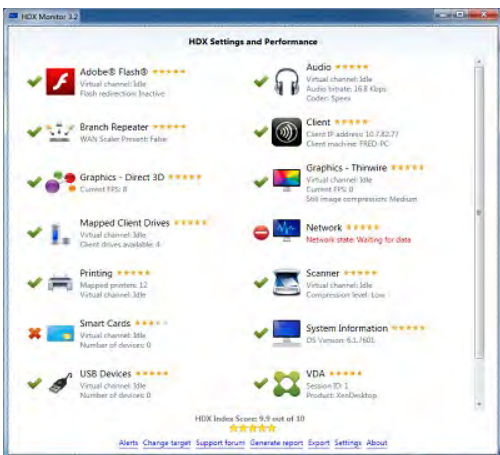 HDX Monitor 3.2
HDX Settings and Performance
Adobe® Flash®
Virtual channel: Idle
Flash redirection: Inactive
Branch Repeater
WAN Scaler Present: False
Graphics - Direct 3D
Current FPS: 0
Mapped Client Drives
Virtual channel: Idle
Client drives available: 4
Printing
Mapped printers: 12
Virtual channel: Idle
Smart Cards
Virtual channel: Idle
Number of devices: 0
USB Devices
Virtual channel: Idle
Number of devices: 0
Audio
Virtual channel: Idle
Audio bitrate: 16.8 Kbps
Codec: Speex
Client
Client IP address: 10.7.82.77
Client machine: FRED-PC
Graphics - Thinwire
Virtual channel: Idle
Current FPS: 0
Still image compression: Medium
Network
Network state: Waiting for data
Scanner
Virtual channel: Idle
Compression level: Low
System Information
OS Version: 6.1.7601
VDA
Session ID: 1
Product: XenDesktop
HDX Index Score: 9.9 out of 10
Alerts Change target Support forum Generate report Export Settings About